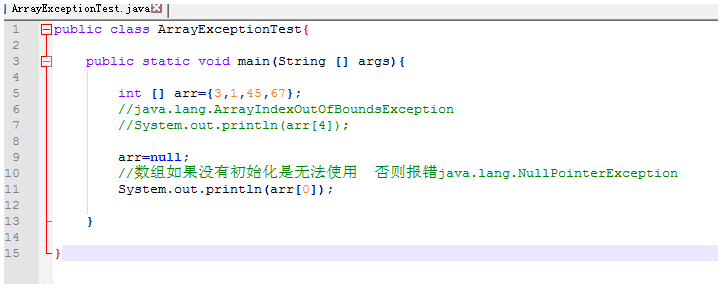 ArrayExceptionTest.java
1 public class ArrayExceptionTest{
2
3 public static void main(String [] args){
4
5 int [] arr={3,1,45,67};
6 //java.lang.ArrayIndexOutOfBoundsException
7 //System.out.println(arr[4]);
8
9 arr=null;
10 //数组如果没有初始化是无法使用 否则报错java.lang.NullPointerException
11 System.out.println(arr[0]);
12
13 }
14
15 }